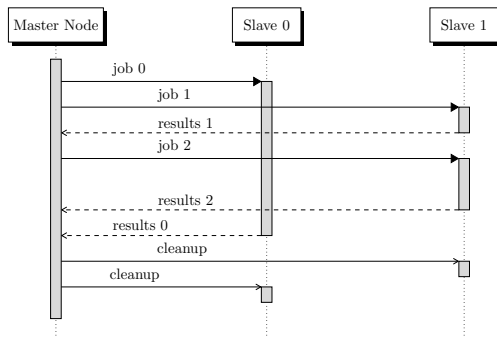 Master Node
Slave 0
Slave 1
job 0
job 1
results 1
job 2
results 2
results 0
cleanup
cleanup